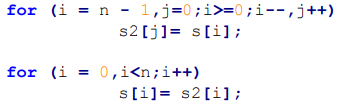 for (i = n - 1,j=0;i>=0;i--,j++)
s2[j]= s[i];
for (i = 0,i<n;i++)
s[i]= s2[i];